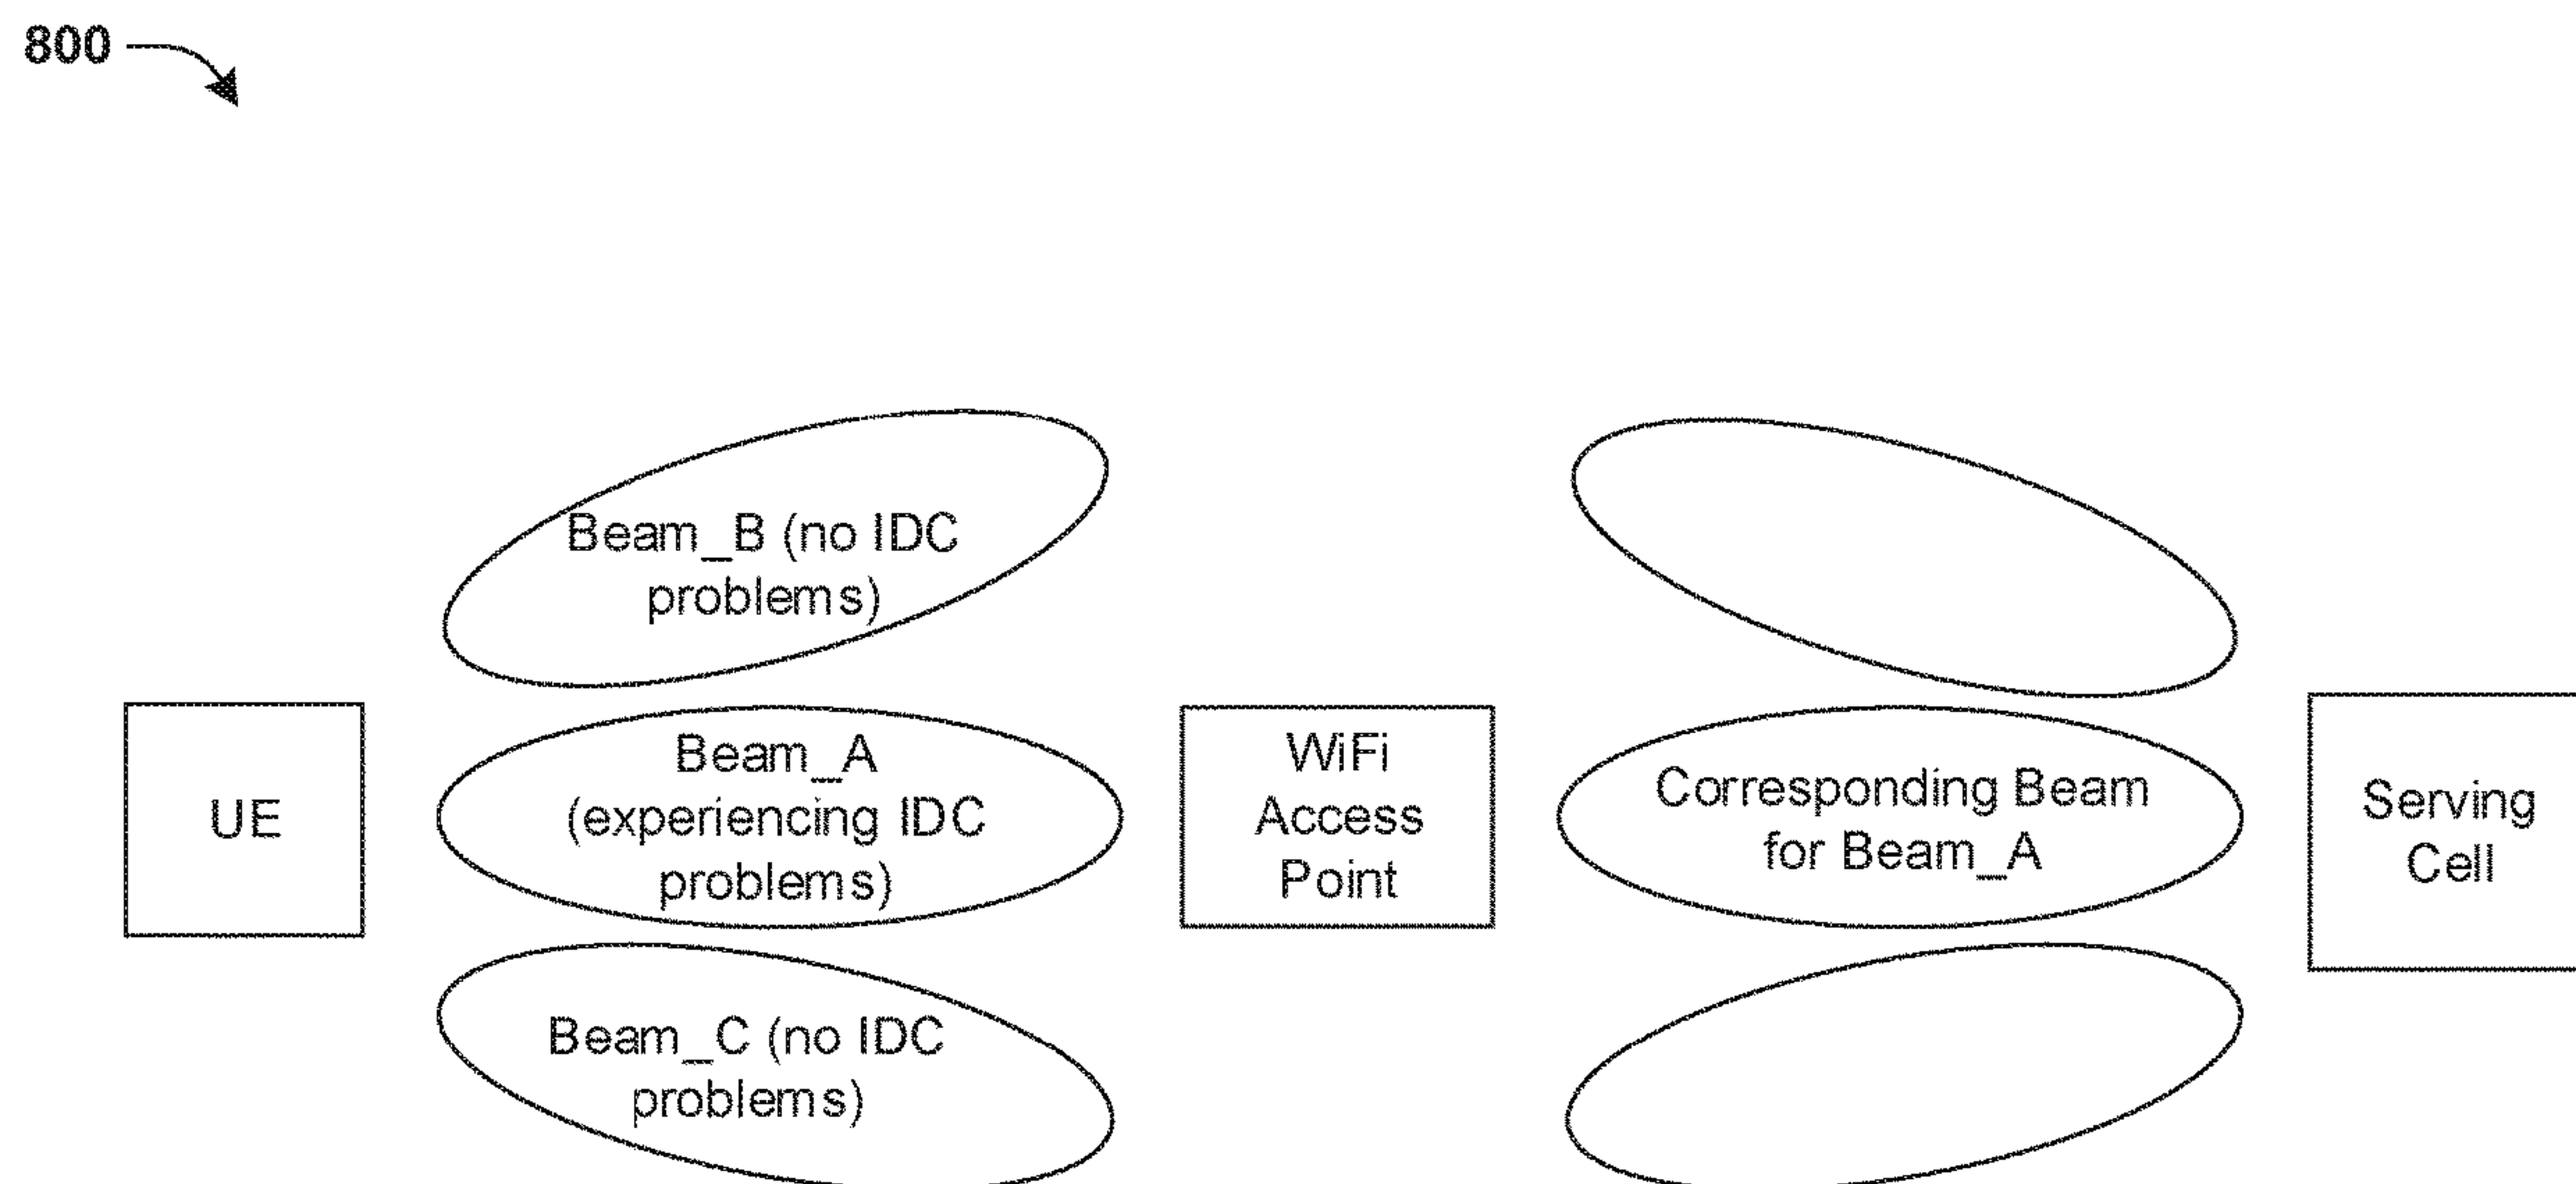 800
Beam_B (no IDC
problems)
UE
Beam_A
(experiencing IDC
problems)
WiFi
Access
Point
Corresponding Beam
for Beam_A
Serving
Cell
Beam_C (no IDC
problems)